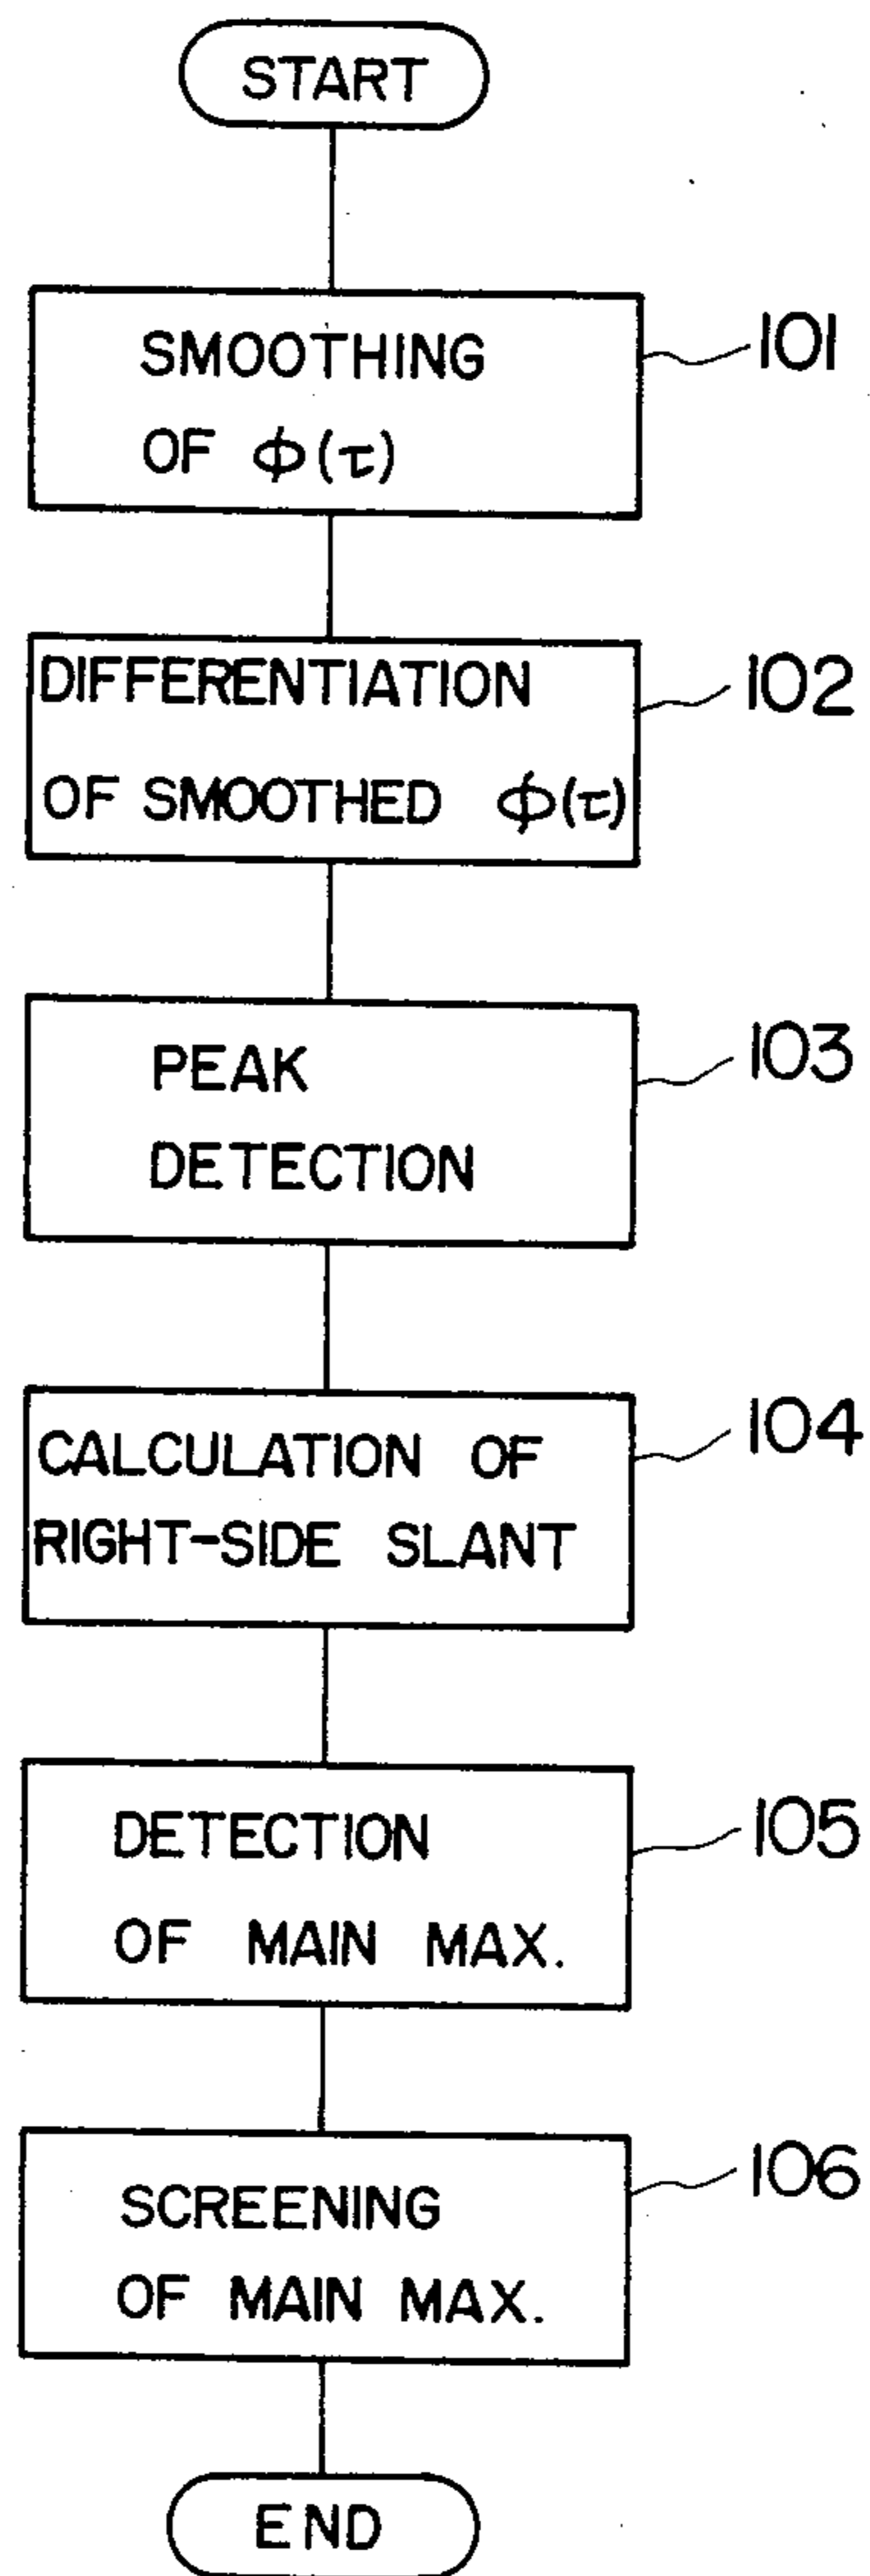 START
SMOOTHING
OF ϕ(τ)
101
DIFFERENTIATION
OF SMOOTHED ϕ(τ)
102
PEAK
DETECTION
103
CALCULATION OF
RIGHT-SIDE SLANT
104
DETECTION
OF MAIN MAX.
105
SCREENING
OF MAIN MAX.
106
END